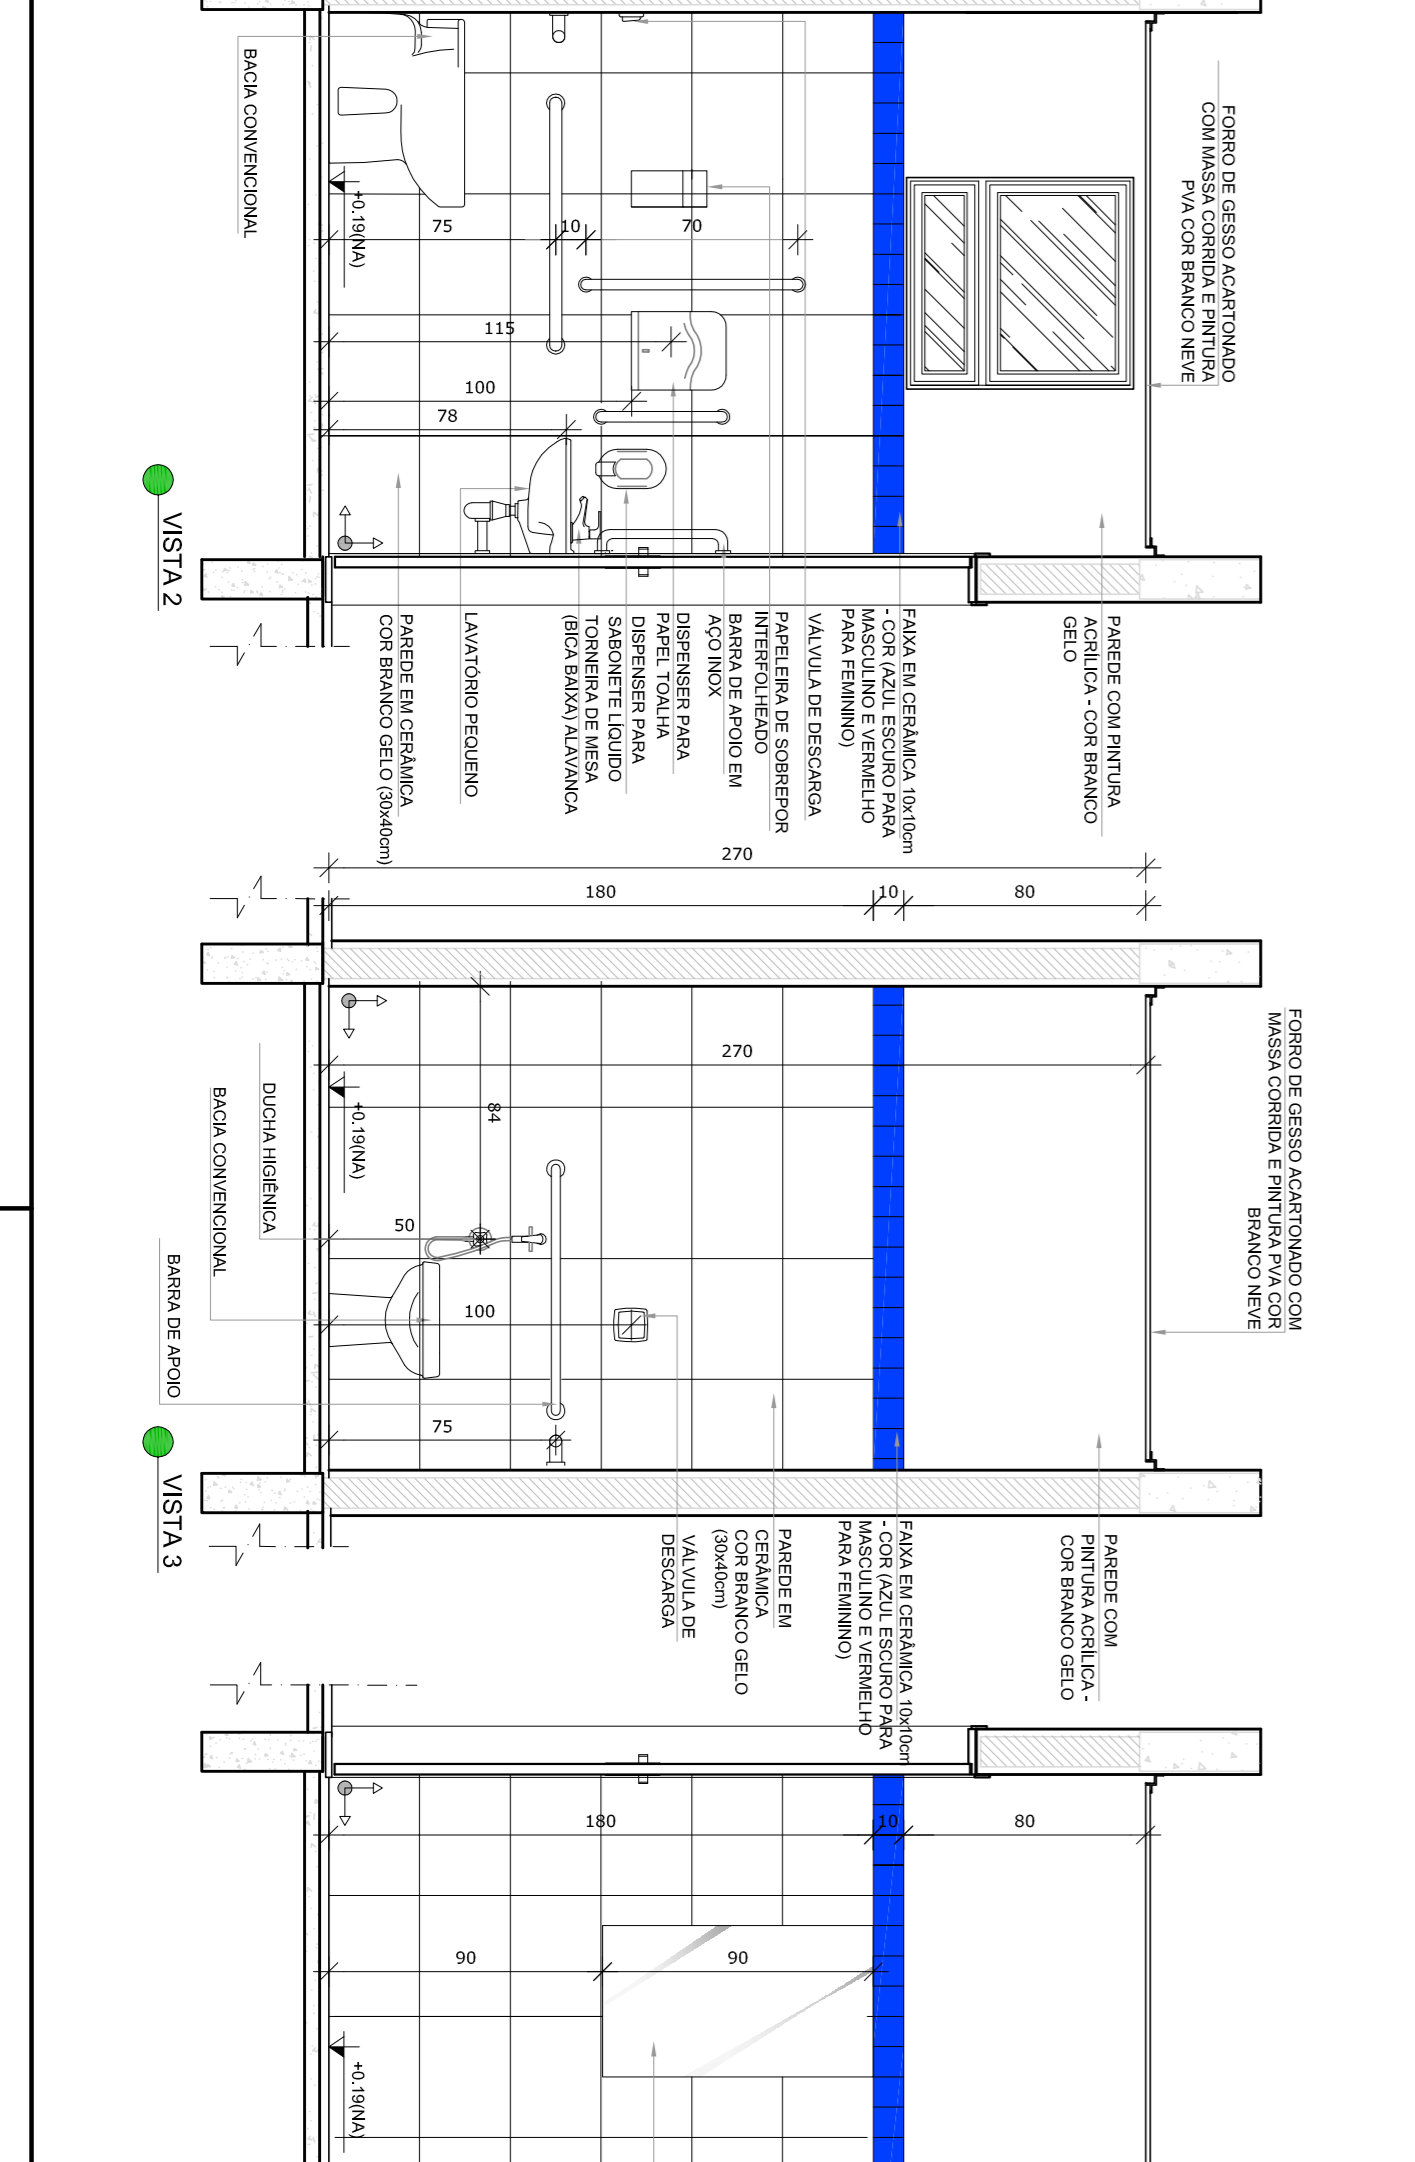 FORRO DE GESSO ACARTONADO
COM MASSA CORRIDA E PINTURA
PVA COR BRANCO NEVE
PAREDE COM PINTURA
ACRÍLICA - COR BRANCO
GELO
FAIXA EM CERÂMICA 10x10cm
- COR (AZUL ESCURO PARA
MASCULINO E VERMELHO
PARA FEMININO)
VÁLVULA DE DESCARGA
PAPELEIRA DE SOBREPOR
INTERFOLHEADO
BARRA DE APOIO EM
AÇO INOX
DISPENSER PARA
PAPEL TOALHA
DISPENSER PARA
SABONETE LÍQUIDO
TORNEIRA DE MESA
(BICA BAIXA) ALAVANCA
LAVATÓRIO PEQUENO
PAREDE EM CERÂMICA
COR BRANCO GELO (30x40cm)
BACIA CONVENCIONAL
+0.19(NA)
75
10
70
115
100
78
VISTA 2
270
180
10
80
FORRO DE GESSO ACARTONADO COM
MASSA CORRIDA E PINTURA PVA COR
BRANCO NEVE
270
84
50
100
75
+0.19(NA)
DUCHA HIGIÊNICA
BACIA CONVENCIONAL
BARRA DE APOIO
VISTA 3
PAREDE COM
PINTURA ACRÍLICA -
COR BRANCO GELO
FAIXA EM CERÂMICA 10x10cm
- COR (AZUL ESCURO PARA
MASCULINO E VERMELHO
PARA FEMININO)
PAREDE EM
CERÂMICA
COR BRANCO GELO
(30x40cm)
VÁLVULA DE
DESCARGA
180
10
80
90
90
+0.19(NA)